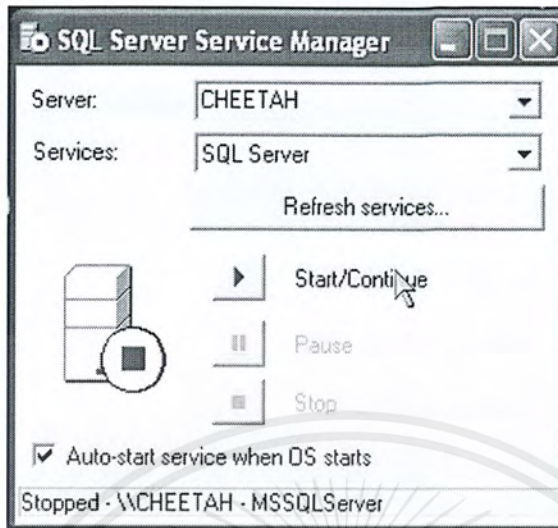 SQL Server Service Manager
Server: CHEETAH
Services: SQL Server
Refresh services...
Start/Continue
Pause
Stop
Auto-start service when OS starts
Stopped - \\CHEETAH - MSSQLServer